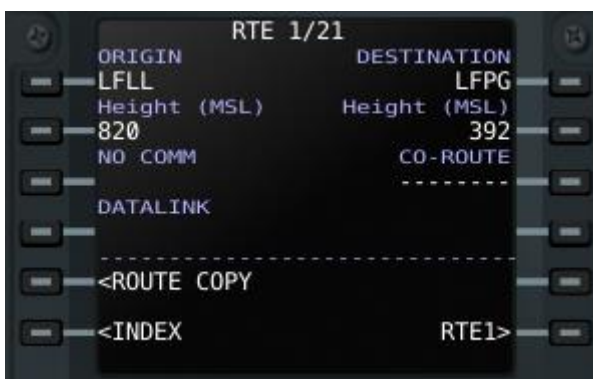 RTE 1/21
ORIGIN DESTINATION
LFLL LFPG
Height (MSL) Height (MSL)
820 392
NO COMM CO-ROUTE
--------
DATALINK
<ROUTE COPY
<INDEX RTE1>